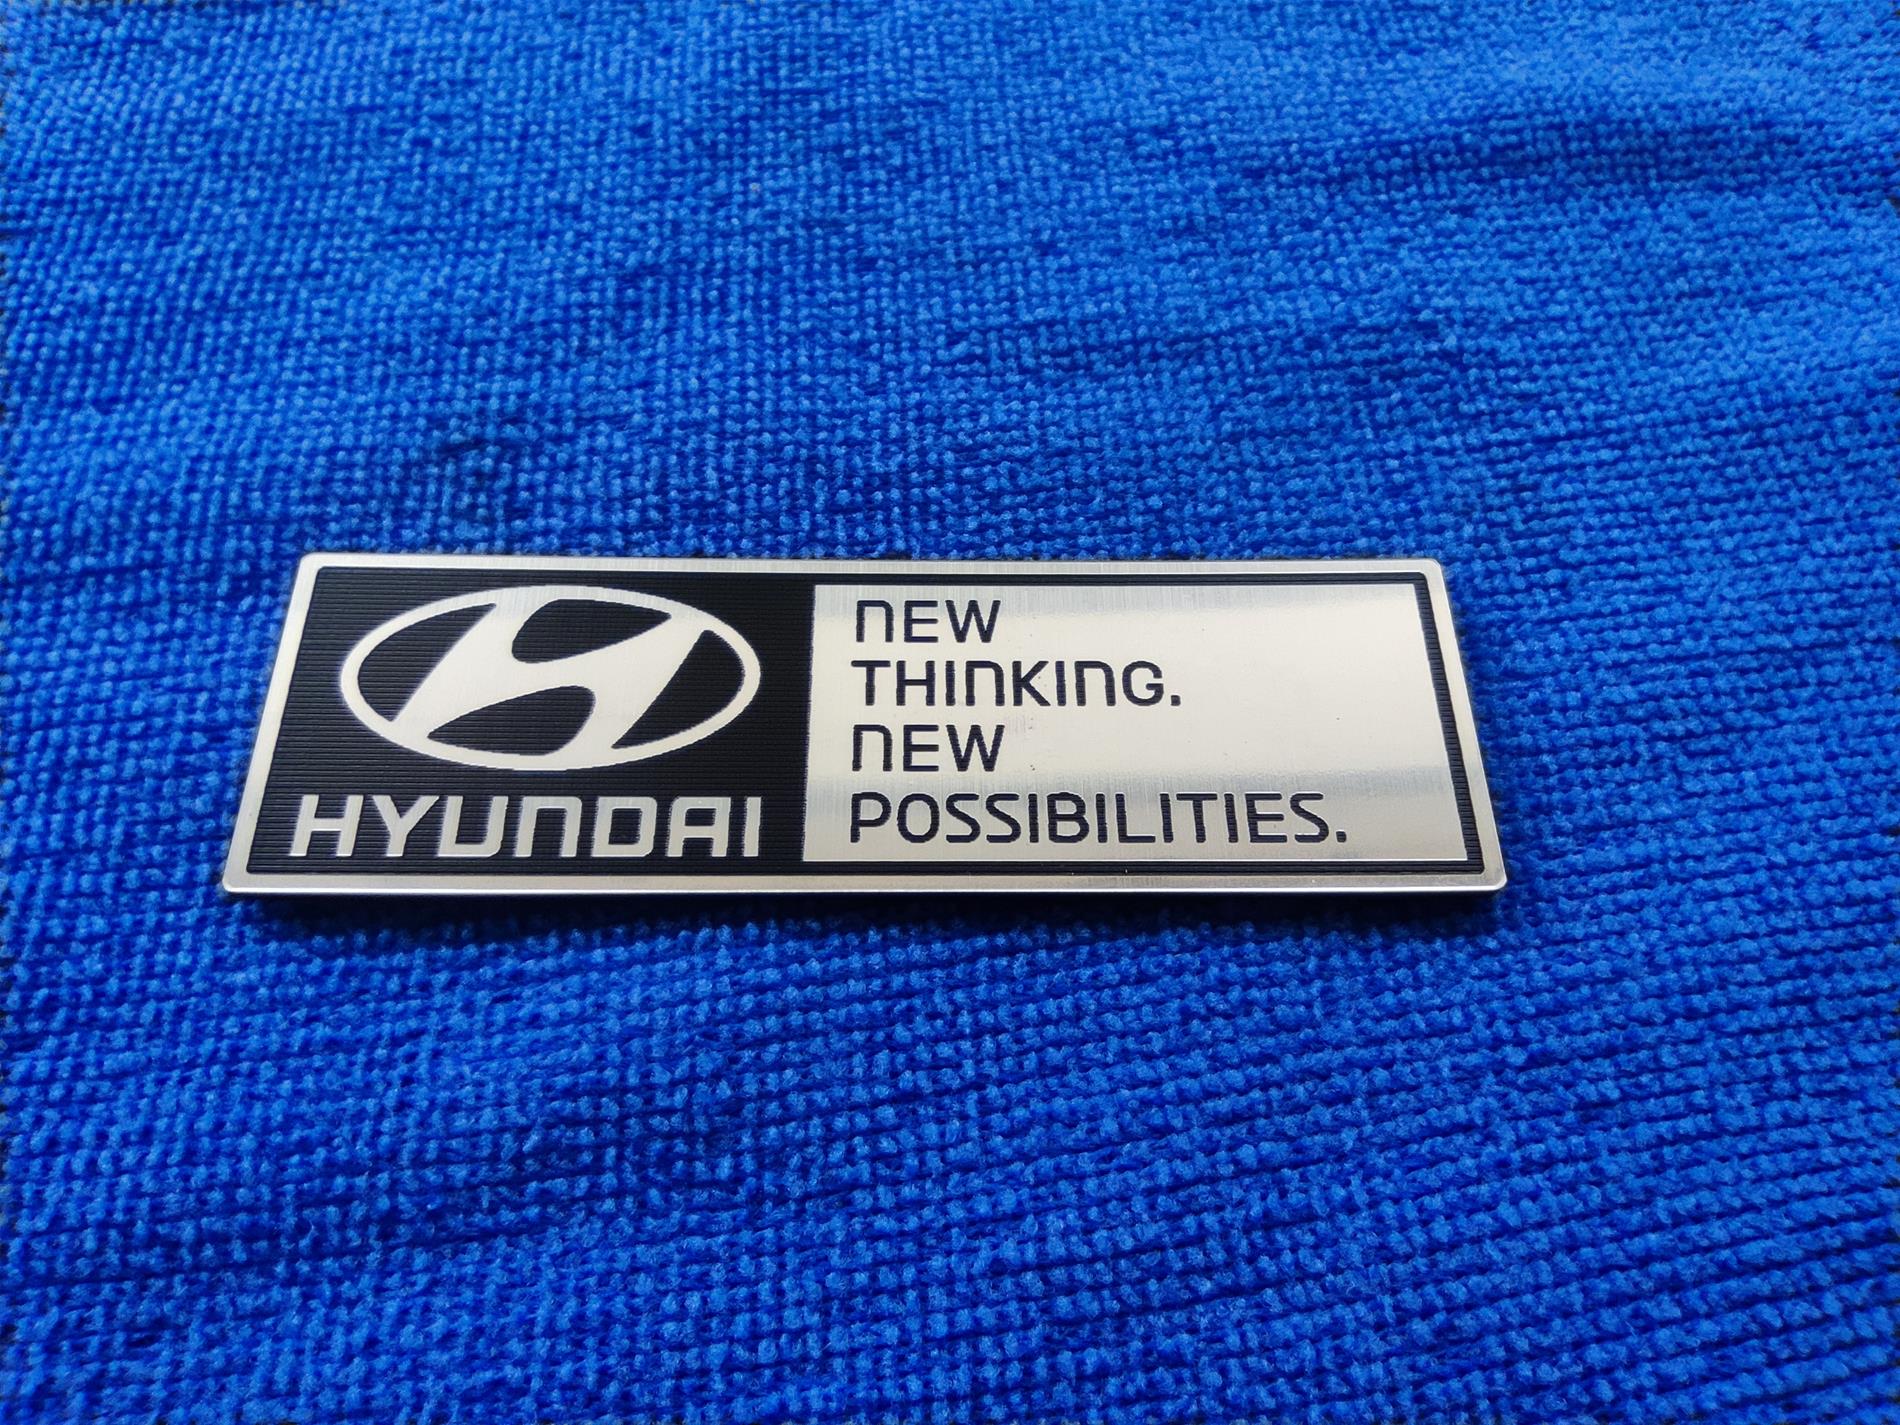 HYUNDAI
NEW
THINKING.
NEW
POSSIBILITIES.